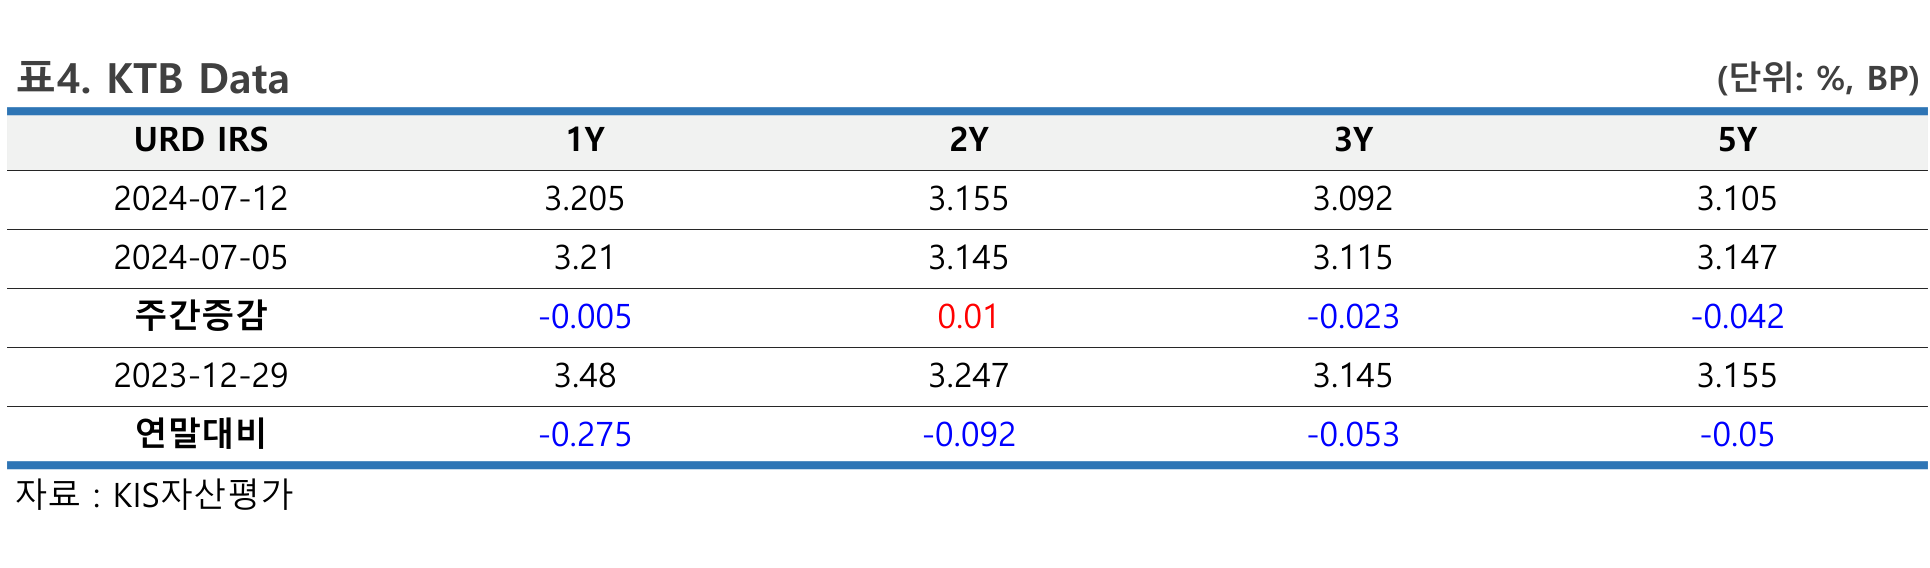 표4. KTB Data (단위: %, BP)
URD IRS 1Y 2Y 3Y 5Y
2024-07-12 3.205 3.155 3.092 3.105
2024-07-05 3.21 3.145 3.115 3.147
주간증감 -0.005 0.01 -0.023 -0.042
2023-12-29 3.48 3.247 3.145 3.155
연말대비 -0.275 -0.092 -0.053 -0.05
자료 : KIS자산평가